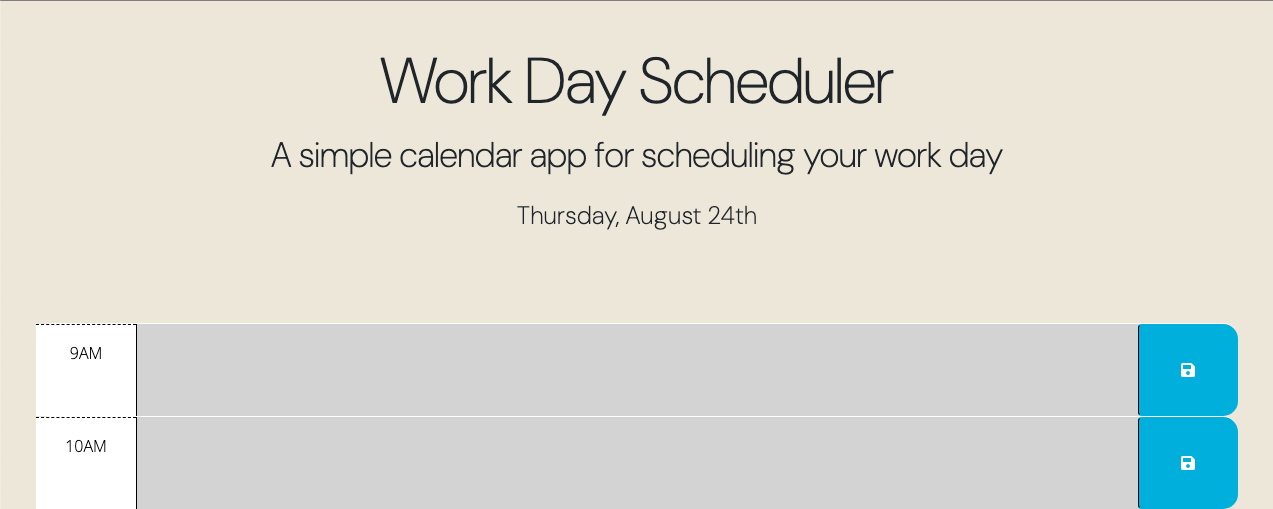 Work Day Scheduler
A simple calendar app for scheduling your work day
Thursday, August 24th
9AM
10AM